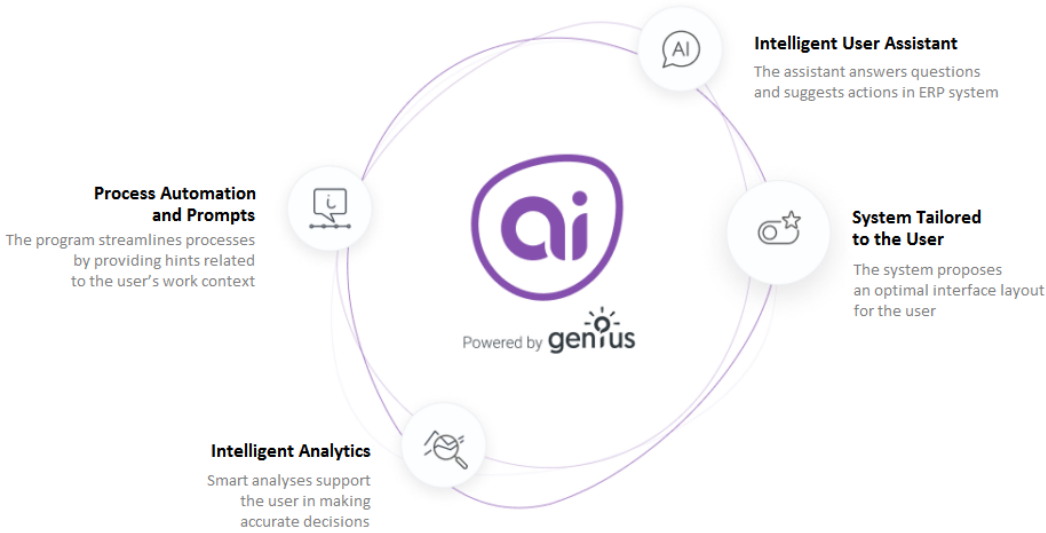 AI
Intelligent User Assistant
The assistant answers questions
and suggests actions in ERP system
Process Automation
and Prompts
The program streamlines processes
by providing hints related
to the user's work context
i
ai
Powered by genius
System Tailored
to the User
The system proposes
an optimal interface layout
for the user
Intelligent Analytics
Smart analyses support
the user in making
accurate decisions